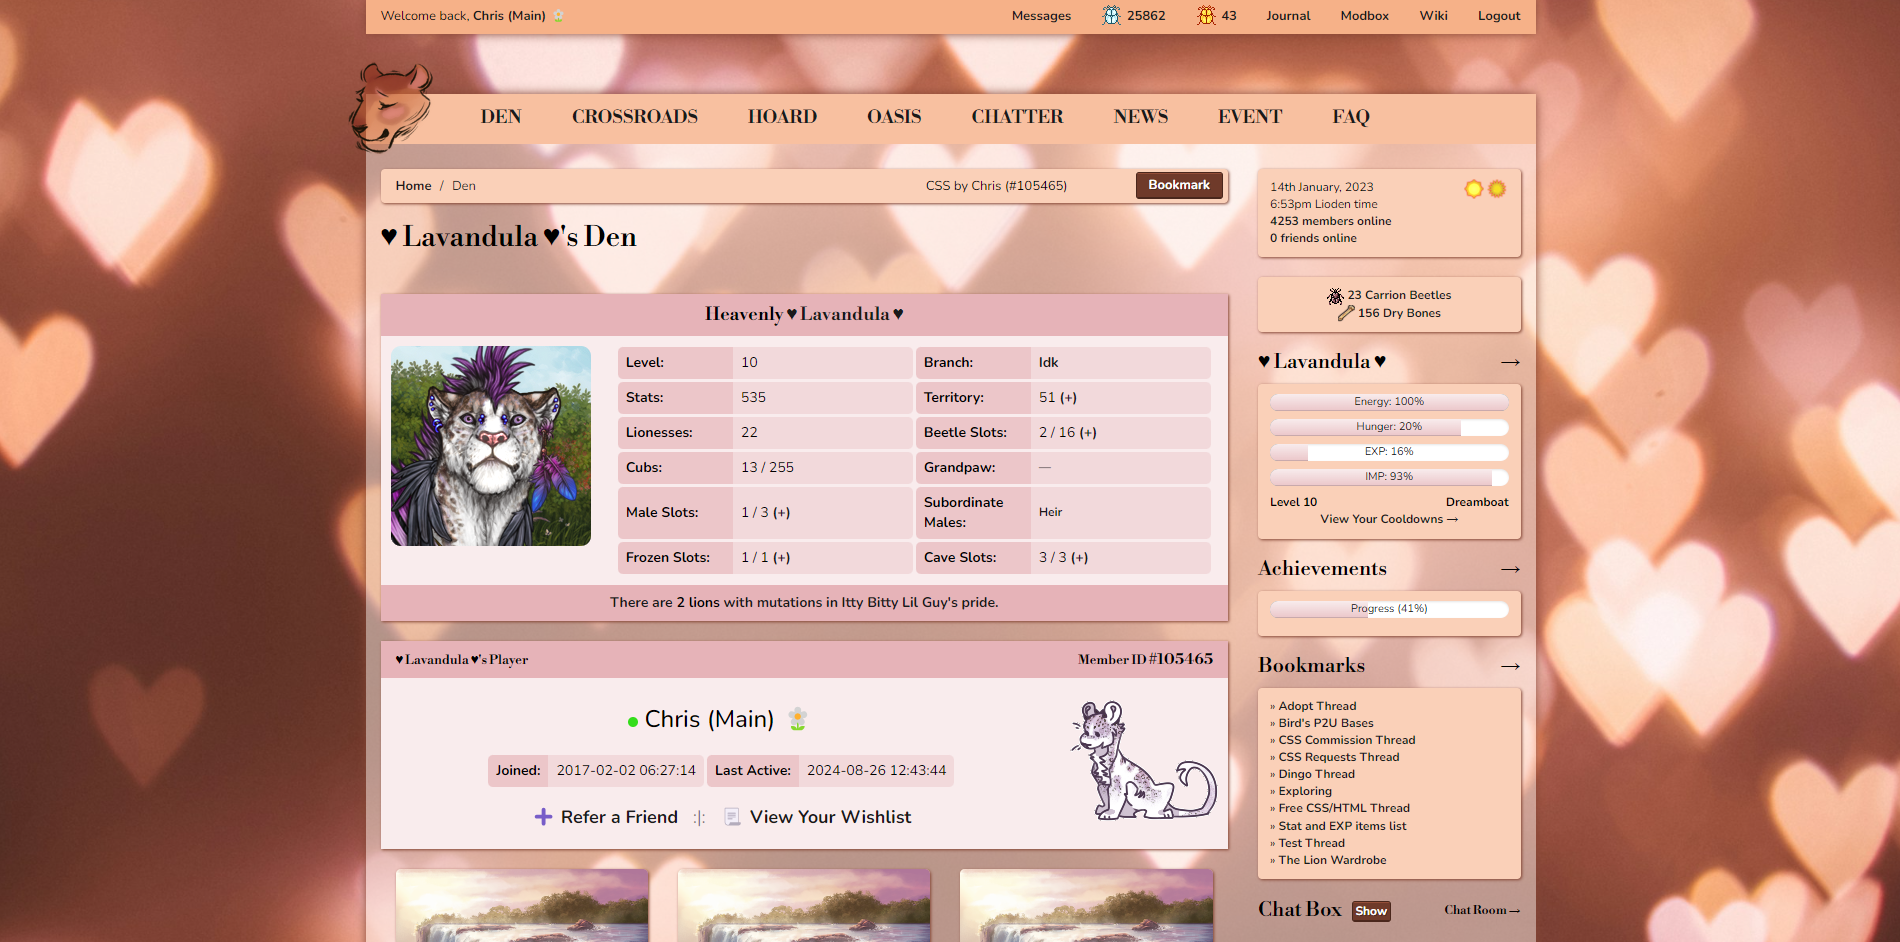 Welcome back, Chris (Main)
Messages 25862 43 Journal Modbox Wiki Logout
DEN CROSSROADS HOARD OASIS CHATTER NEWS EVENT FAQ
Home / Den CSS by Chris (#105465) Bookmark
♥ Lavandula ♥'s Den
Heavenly ♥ Lavandula ♥
Level: 10 Branch: Idk
Stats: 535 Territory: 51 (+)
Lionesses: 22 Beetle Slots: 2 / 16 (+)
Cubs: 13 / 255 Grandpaw: —
Male Slots: 1 / 3 (+) Subordinate Males: Heir
Frozen Slots: 1 / 1 (+) Cave Slots: 3 / 3 (+)
There are 2 lions with mutations in Itty Bitty Lil Guy's pride.
♥ Lavandula ♥'s Player Member ID #105465
Chris (Main)
Joined: 2017-02-02 06:27:14 Last Active: 2024-08-26 12:43:44
Refer a Friend :|: View Your Wishlist
14th January, 2023
6:53pm Lioden time
4253 members online
0 friends online
23 Carrion Beetles
156 Dry Bones
♥ Lavandula ♥ →
Energy: 100%
Hunger: 20%
EXP: 16%
IMP: 93%
Level 10 Dreamboat
View Your Cooldowns →
Achievements →
Progress (41%)
Bookmarks →
» Adopt Thread
» Bird's P2U Bases
» CSS Commission Thread
» CSS Requests Thread
» Dingo Thread
» Exploring
» Free CSS/HTML Thread
» Stat and EXP items list
» Test Thread
» The Lion Wardrobe
Chat Box Show Chat Room →